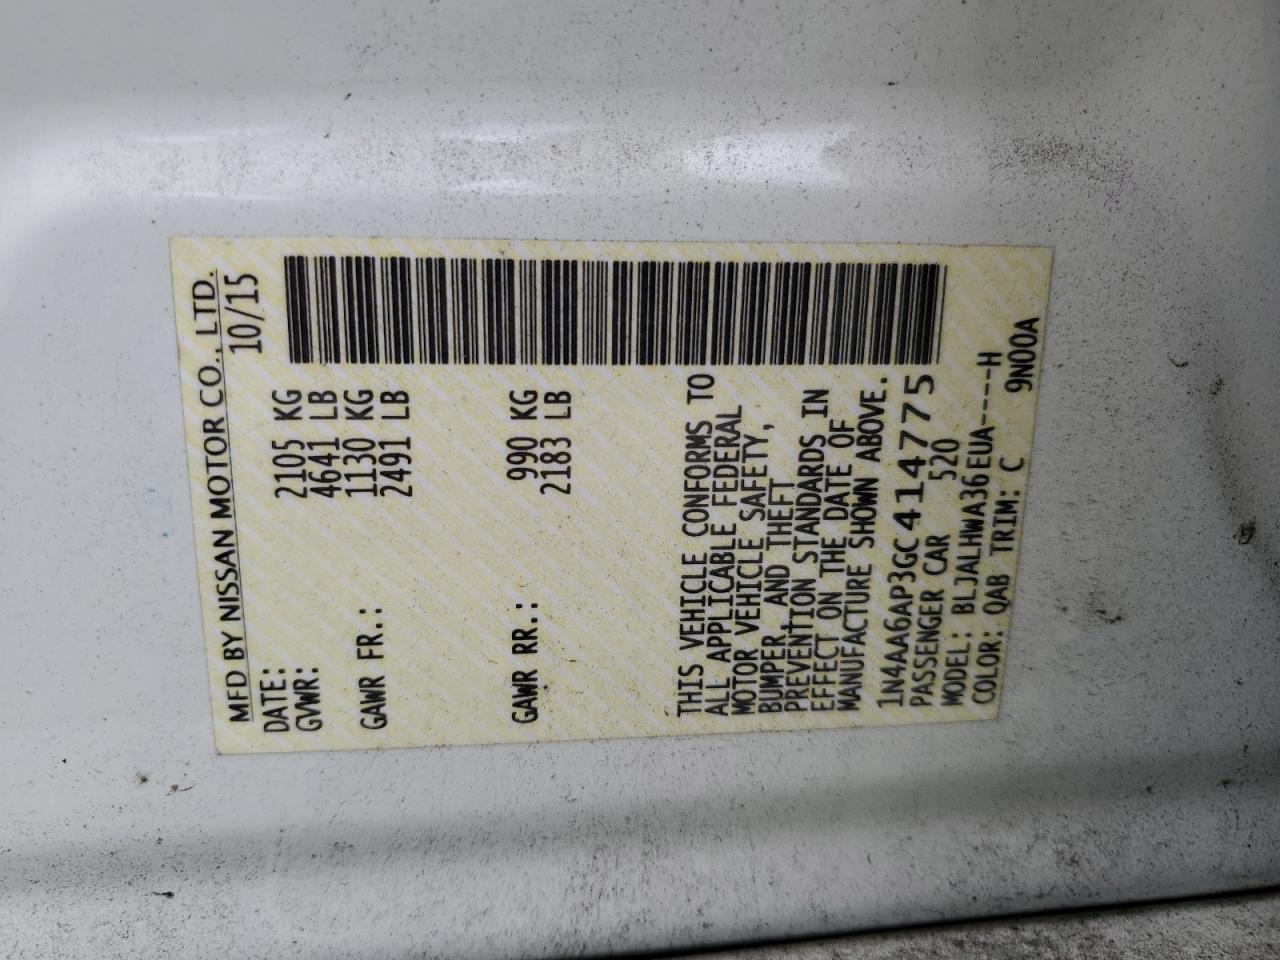 MFD BY NISSAN MOTOR CO., LTD.
DATE: 10/15
GVWR: 2105 KG
4641 LB
GAWR FR.: 1130 KG
2491 LB
GAWR RR.: 990 KG
2183 LB
THIS VEHICLE CONFORMS TO
ALL APPLICABLE FEDERAL
MOTOR VEHICLE SAFETY,
BUMPER, AND THEFT
PREVENTION STANDARDS IN
EFFECT ON THE DATE OF
MANUFACTURE SHOWN ABOVE.
1N4AA6AP3GC414775
PASSENGER CAR 520
MODEL: BLJALHWA36EUA-----H
COLOR: QAB TRIM: C 9N00A